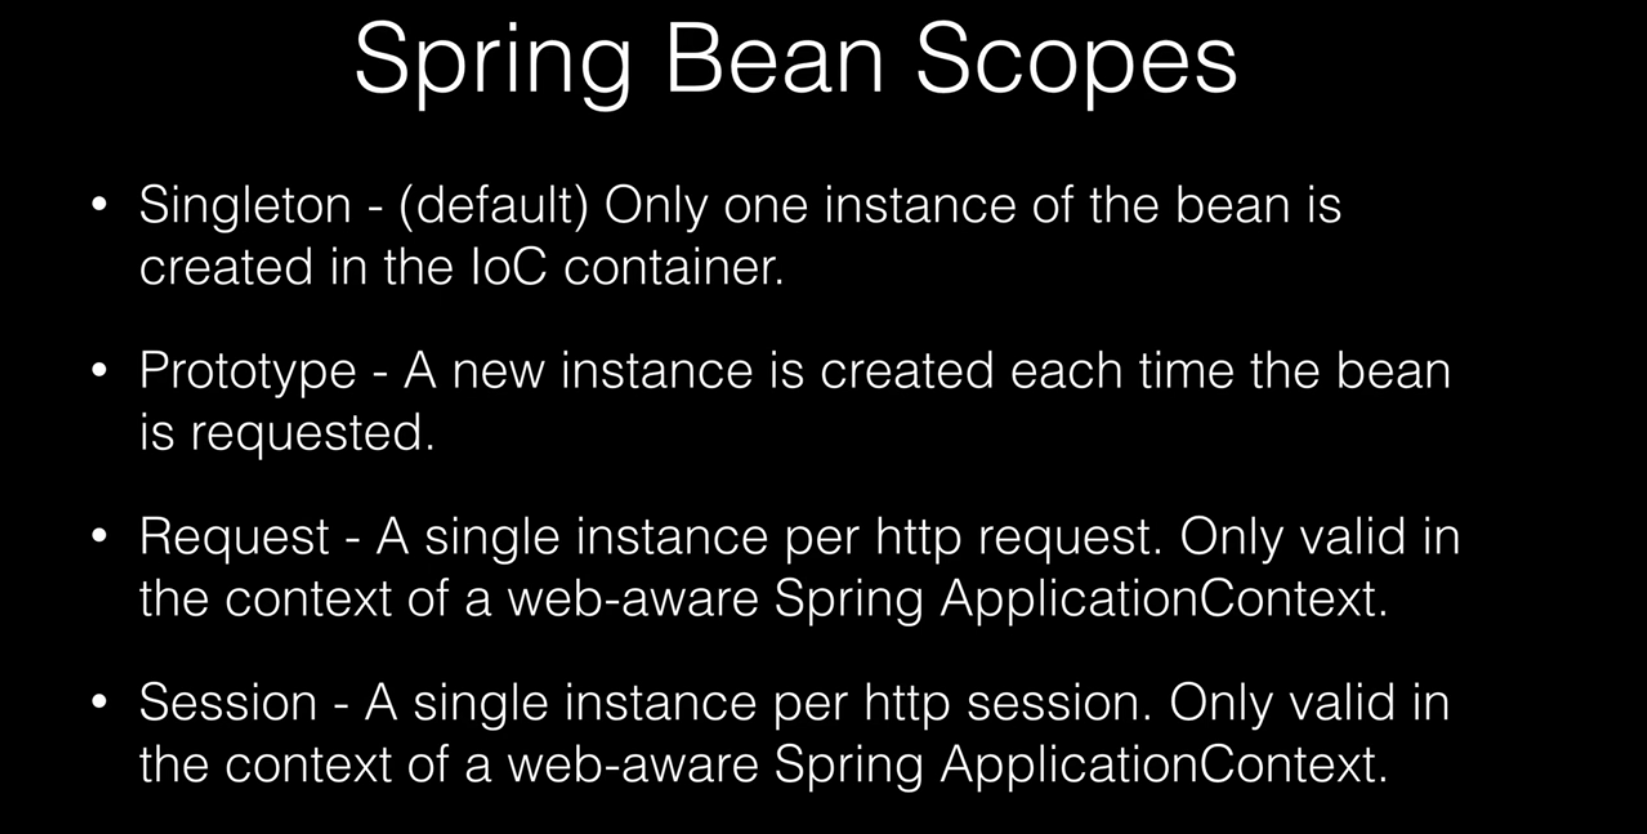 Spring Bean Scopes
• Singleton - (default) Only one instance of the bean is
created in the IoC container.
• Prototype - A new instance is created each time the bean
is requested.
• Request - A single instance per http request. Only valid in
the context of a web-aware Spring ApplicationContext.
• Session - A single instance per http session. Only valid in
the context of a web-aware Spring ApplicationContext.